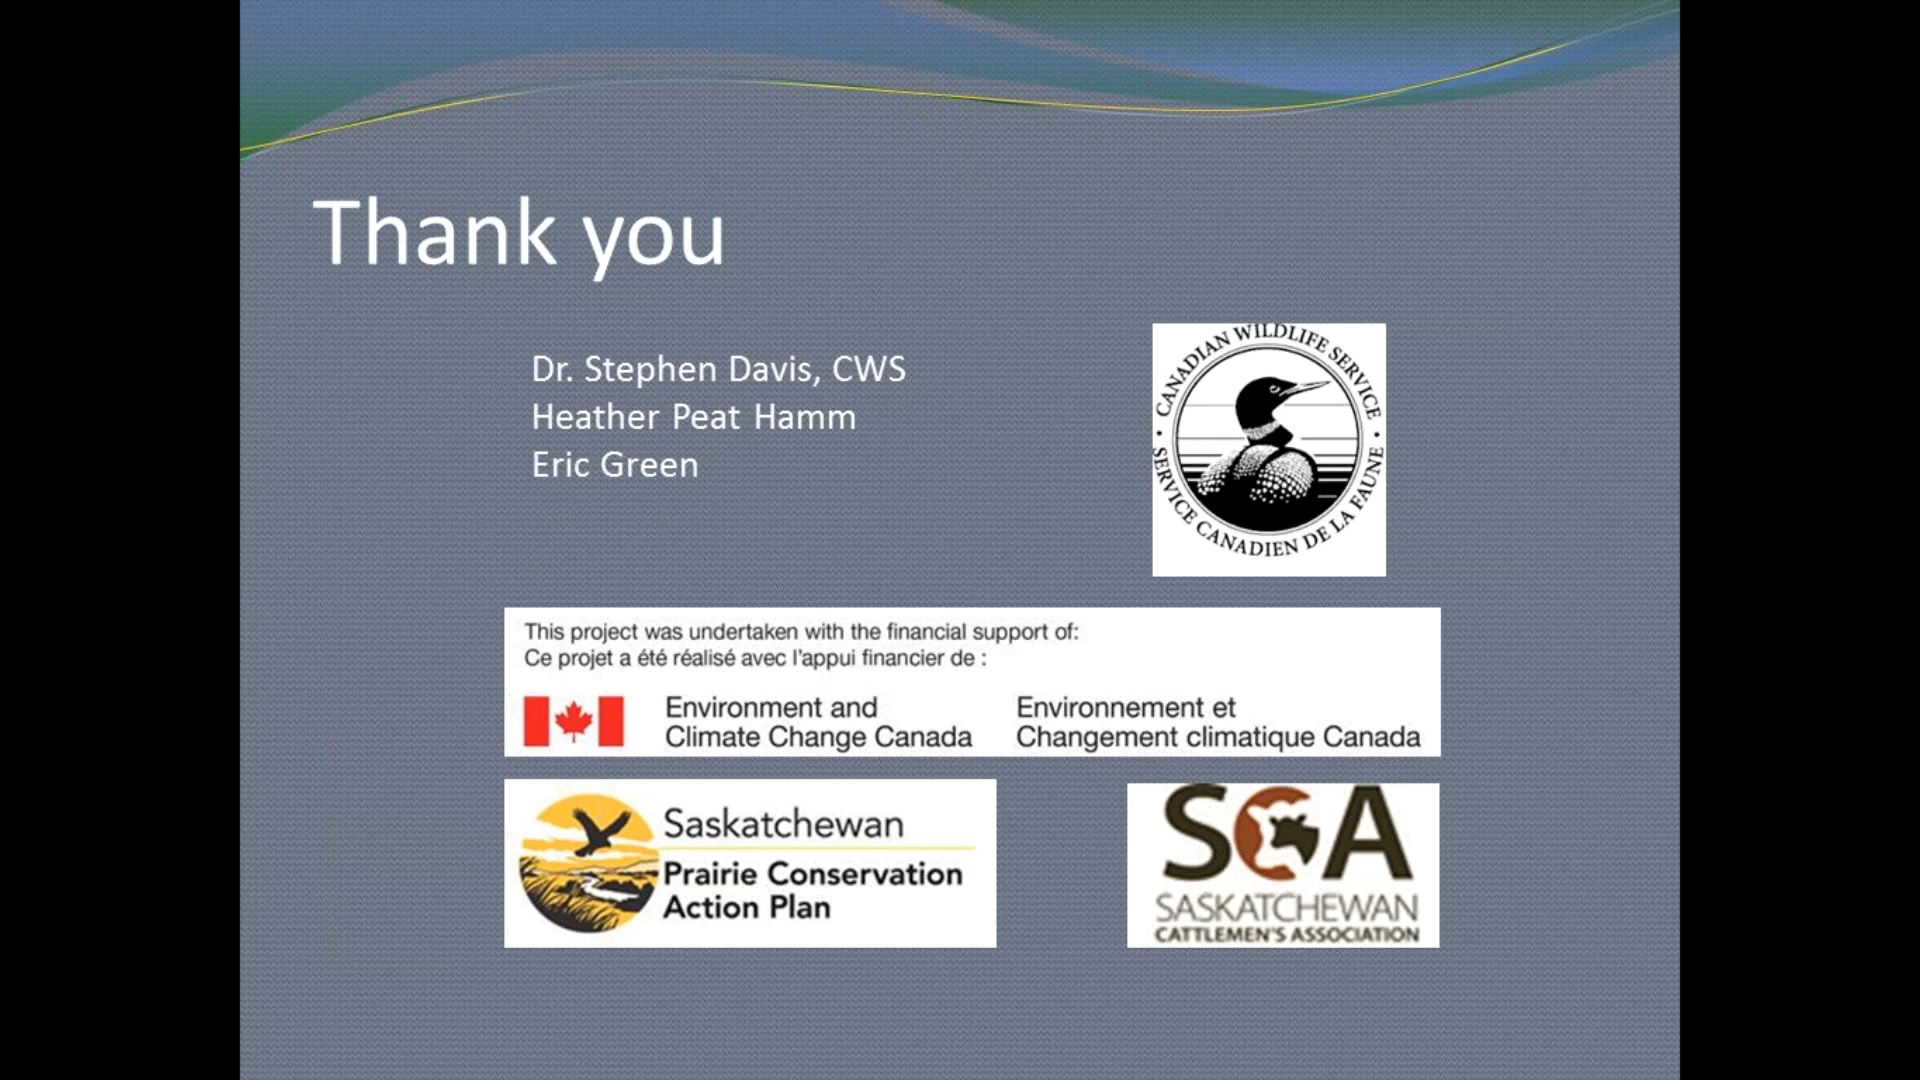 Thank you
Dr. Stephen Davis, CWS
Heather Peat Hamm
Eric Green
CANADIAN WILDLIFE SERVICE
SERVICE CANADIEN DE LA FAUNE
This project was undertaken with the financial support of:
Ce projet a été réalisé avec l'appui financier de :
Environment and
Climate Change Canada
Environnement et
Changement climatique Canada
Saskatchewan
Prairie Conservation
Action Plan
SCA
SASKATCHEWAN
CATTLEMEN'S ASSOCIATION